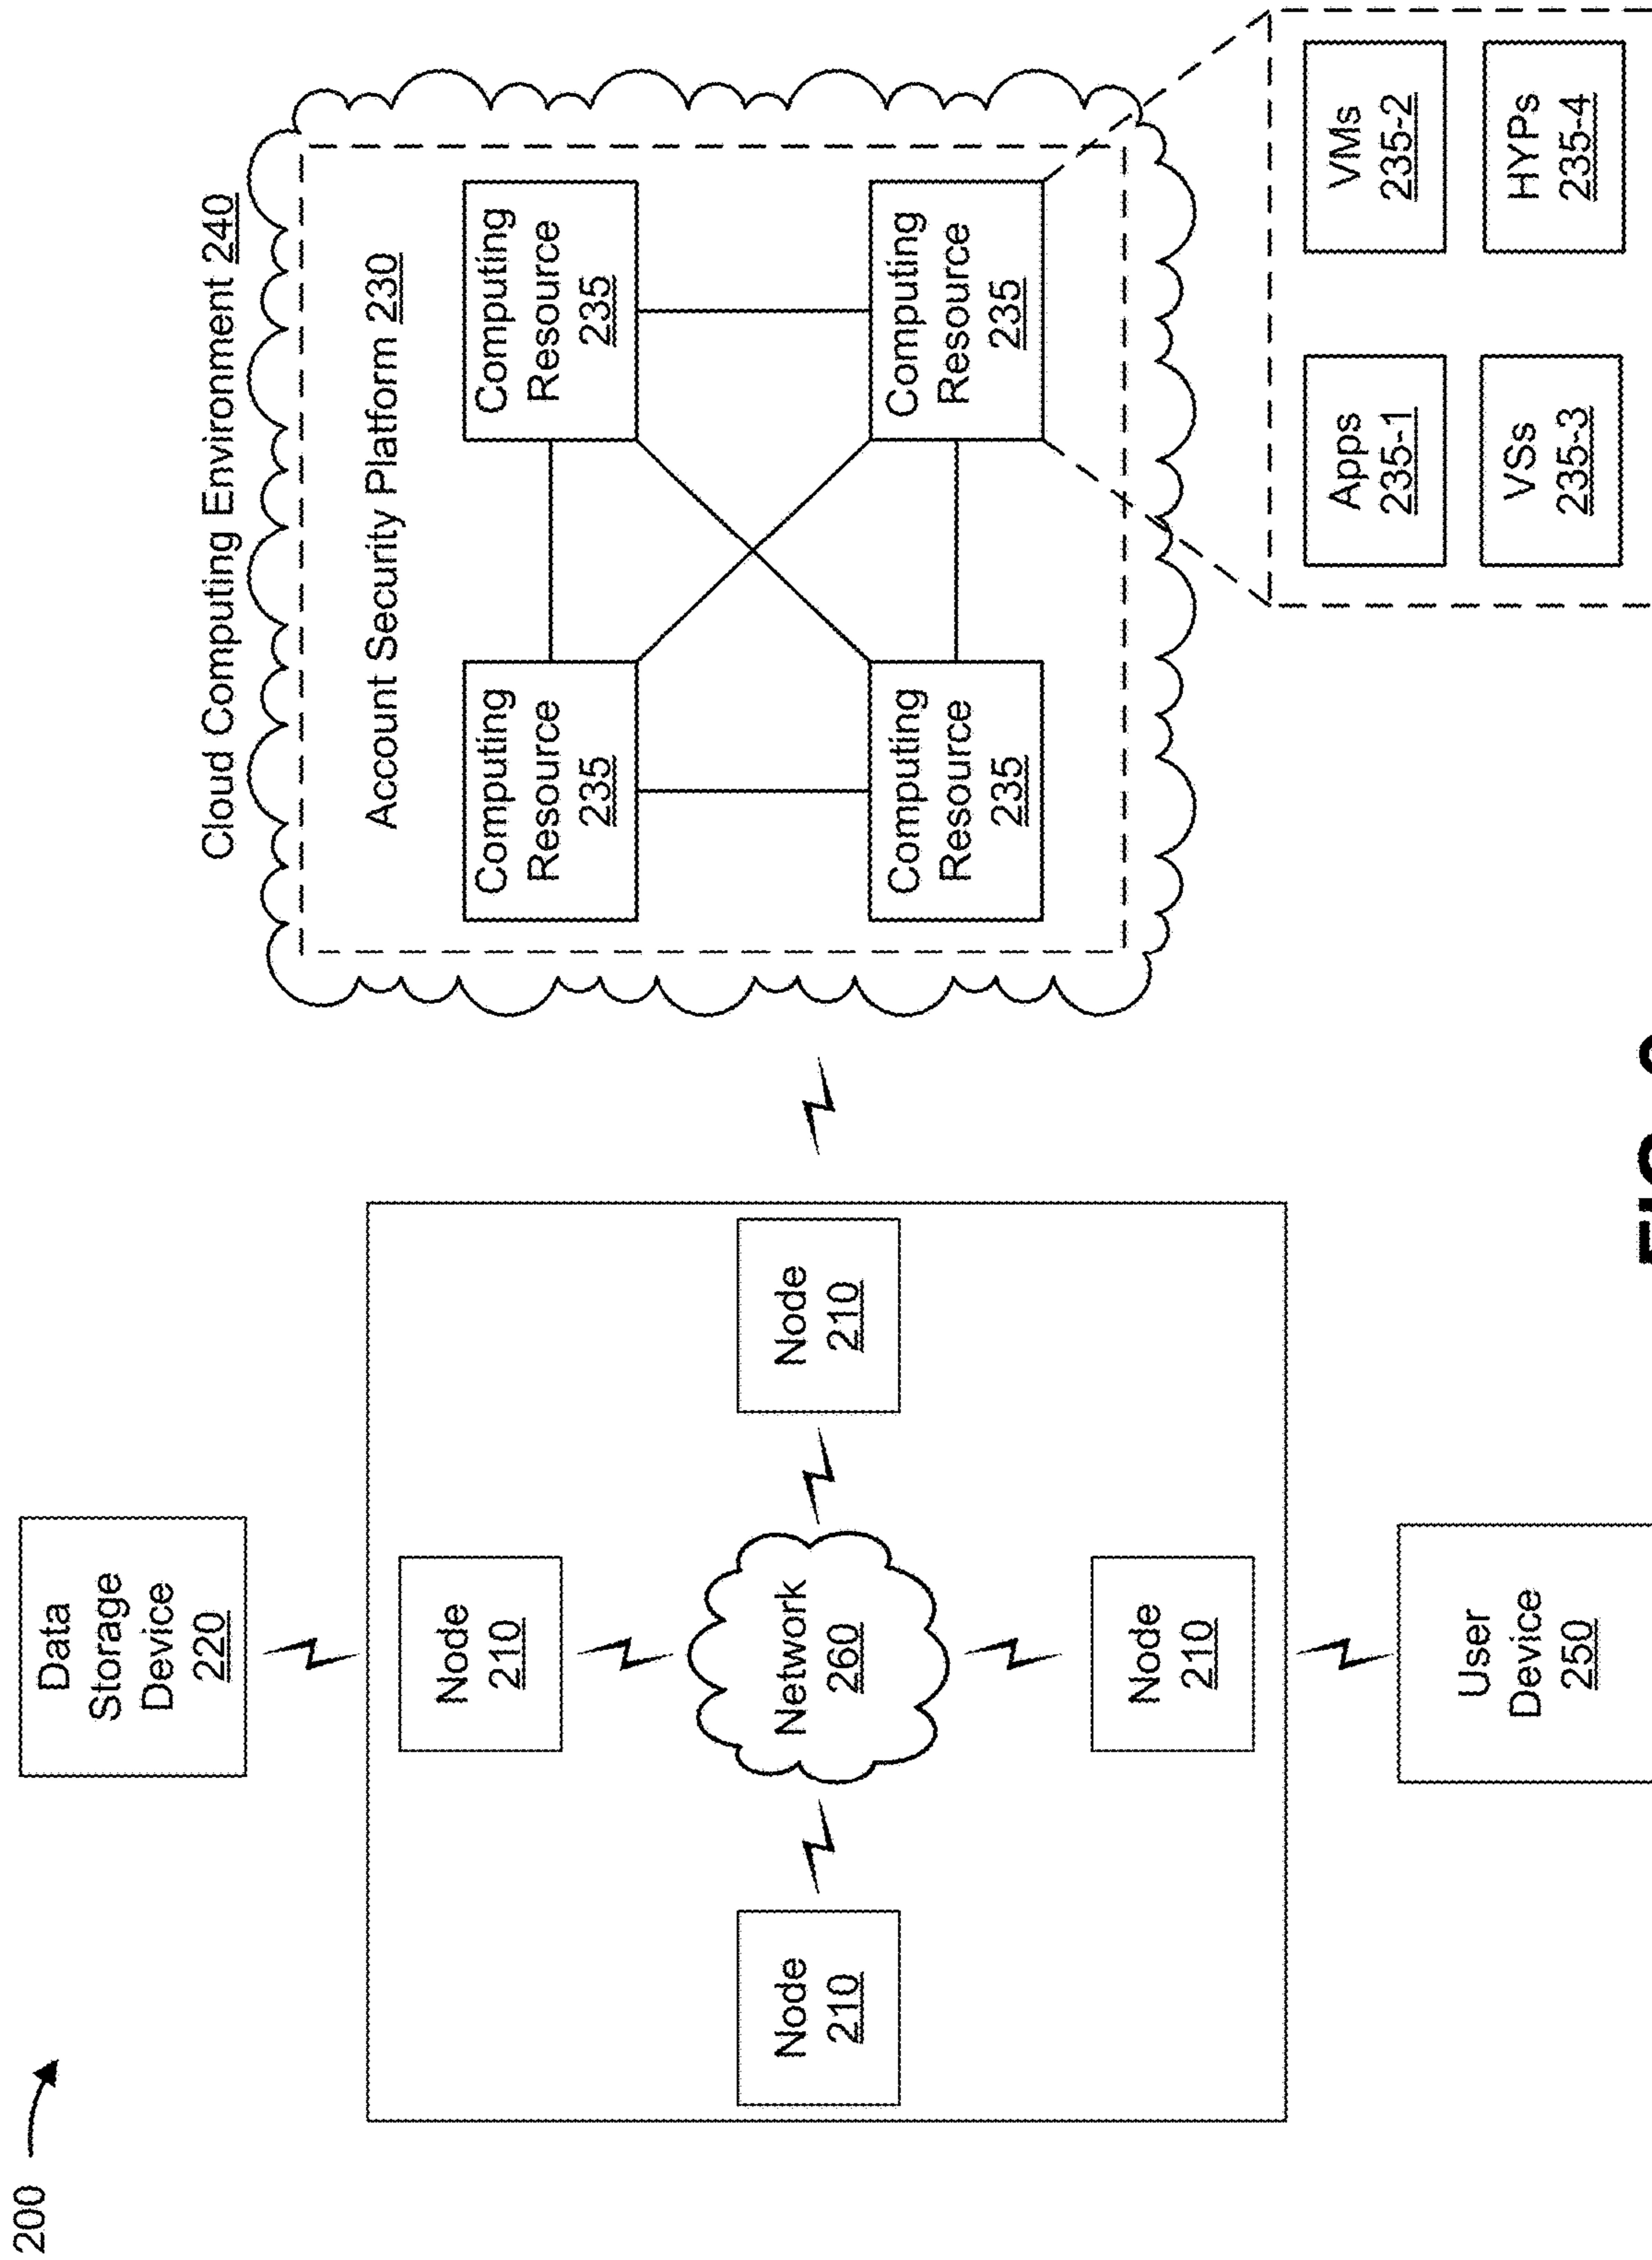 200
Data
Storage
Device
220
Cloud Computing Environment 240
Account Security Platform 230
Node
210
Node
210
Network
260
Node
210
Node
210
Computing
Resource
235
Computing
Resource
235
Computing
Resource
235
Computing
Resource
235
User
Device
250
Apps
235-1
VMs
235-2
VSs
235-3
HYPs
235-4
FIG